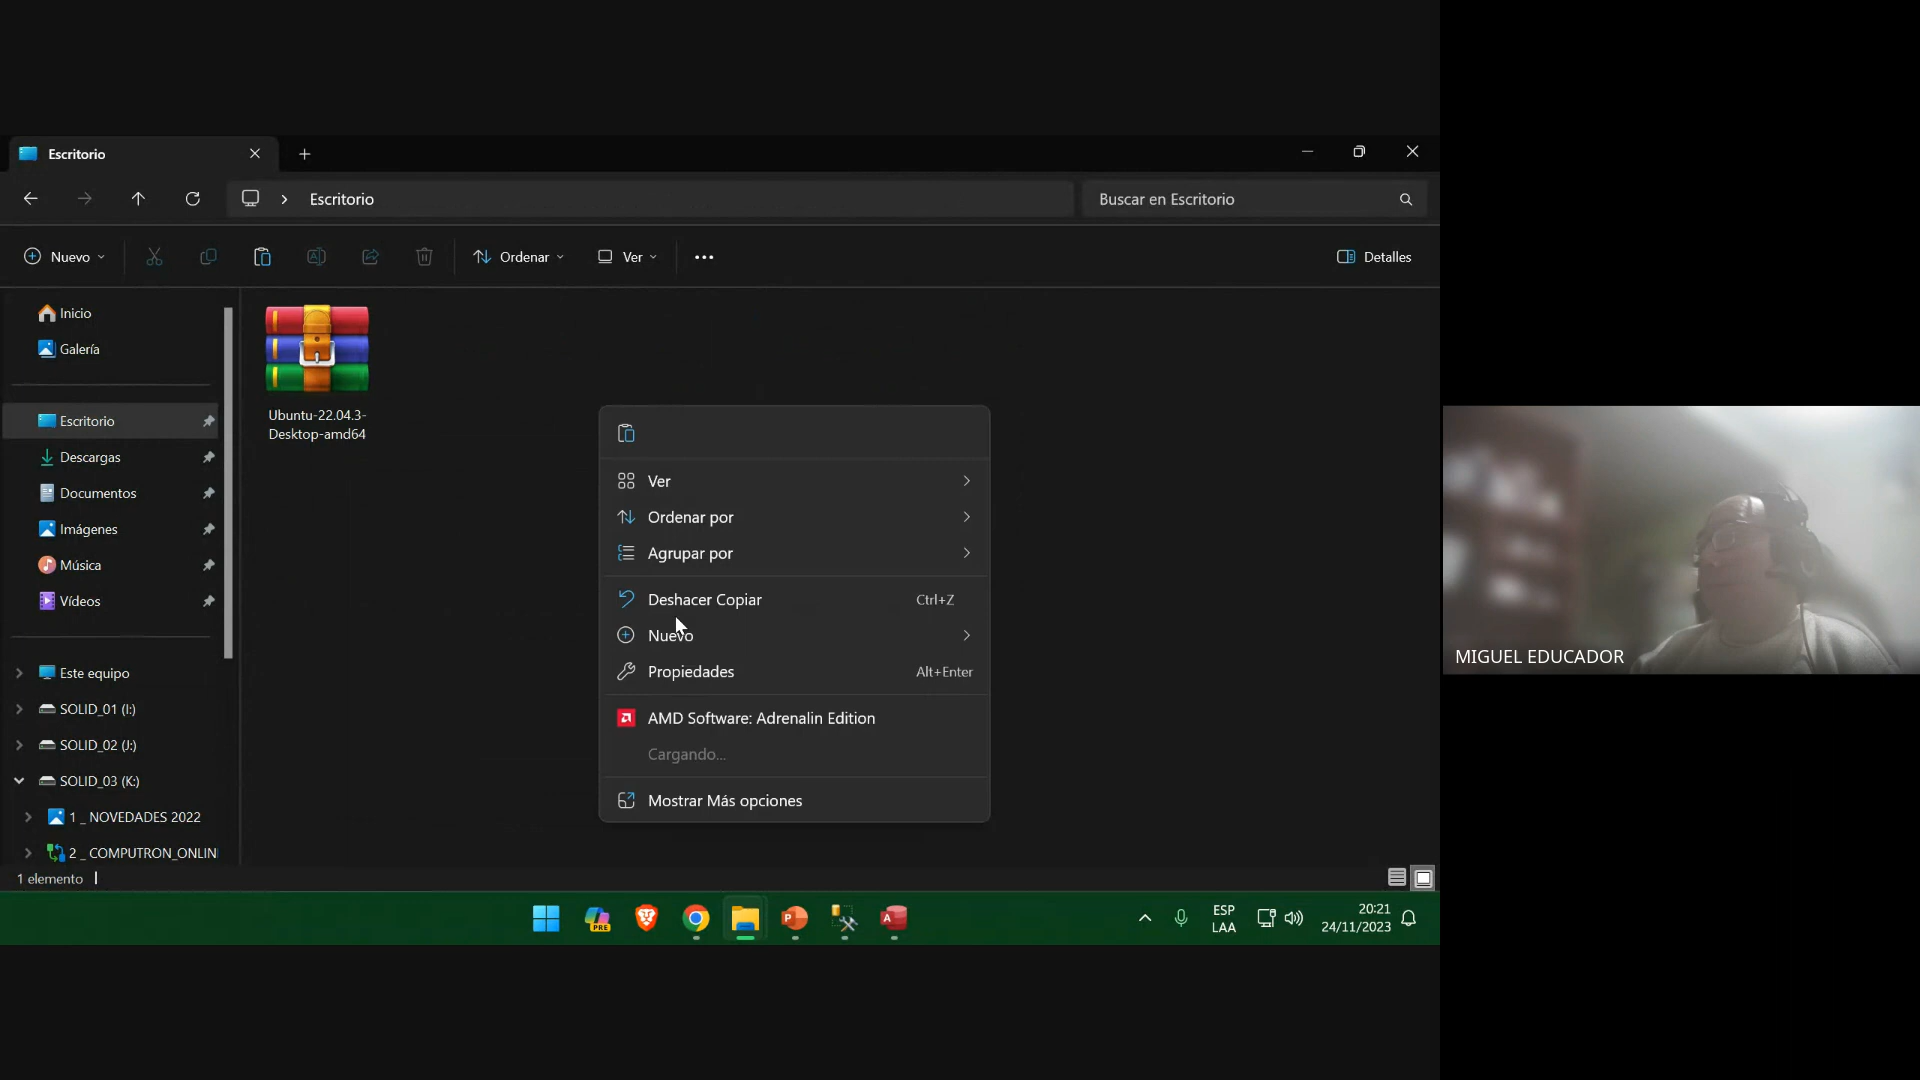 Escritorio
Escritorio
Buscar en Escritorio
Nuevo
Ordenar
Ver
Detalles
Inicio
Galería
Escritorio
Descargas
Documentos
Imágenes
Música
Vídeos
Este equipo
SOLID_01 (I:)
SOLID_02 (J:)
SOLID_03 (K:)
1 _ NOVEDADES 2022
2 _ COMPUTRON_ONLIN
Ubuntu-22.04.3-
Desktop-amd64
Ver
Ordenar por
Agrupar por
Deshacer Copiar Ctrl+Z
Nuevo
Propiedades Alt+Enter
AMD Software: Adrenalin Edition
Cargando...
Mostrar Más opciones
1 elemento
PRE
ESP
LAA
20:21
24/11/2023
MIGUEL EDUCADOR